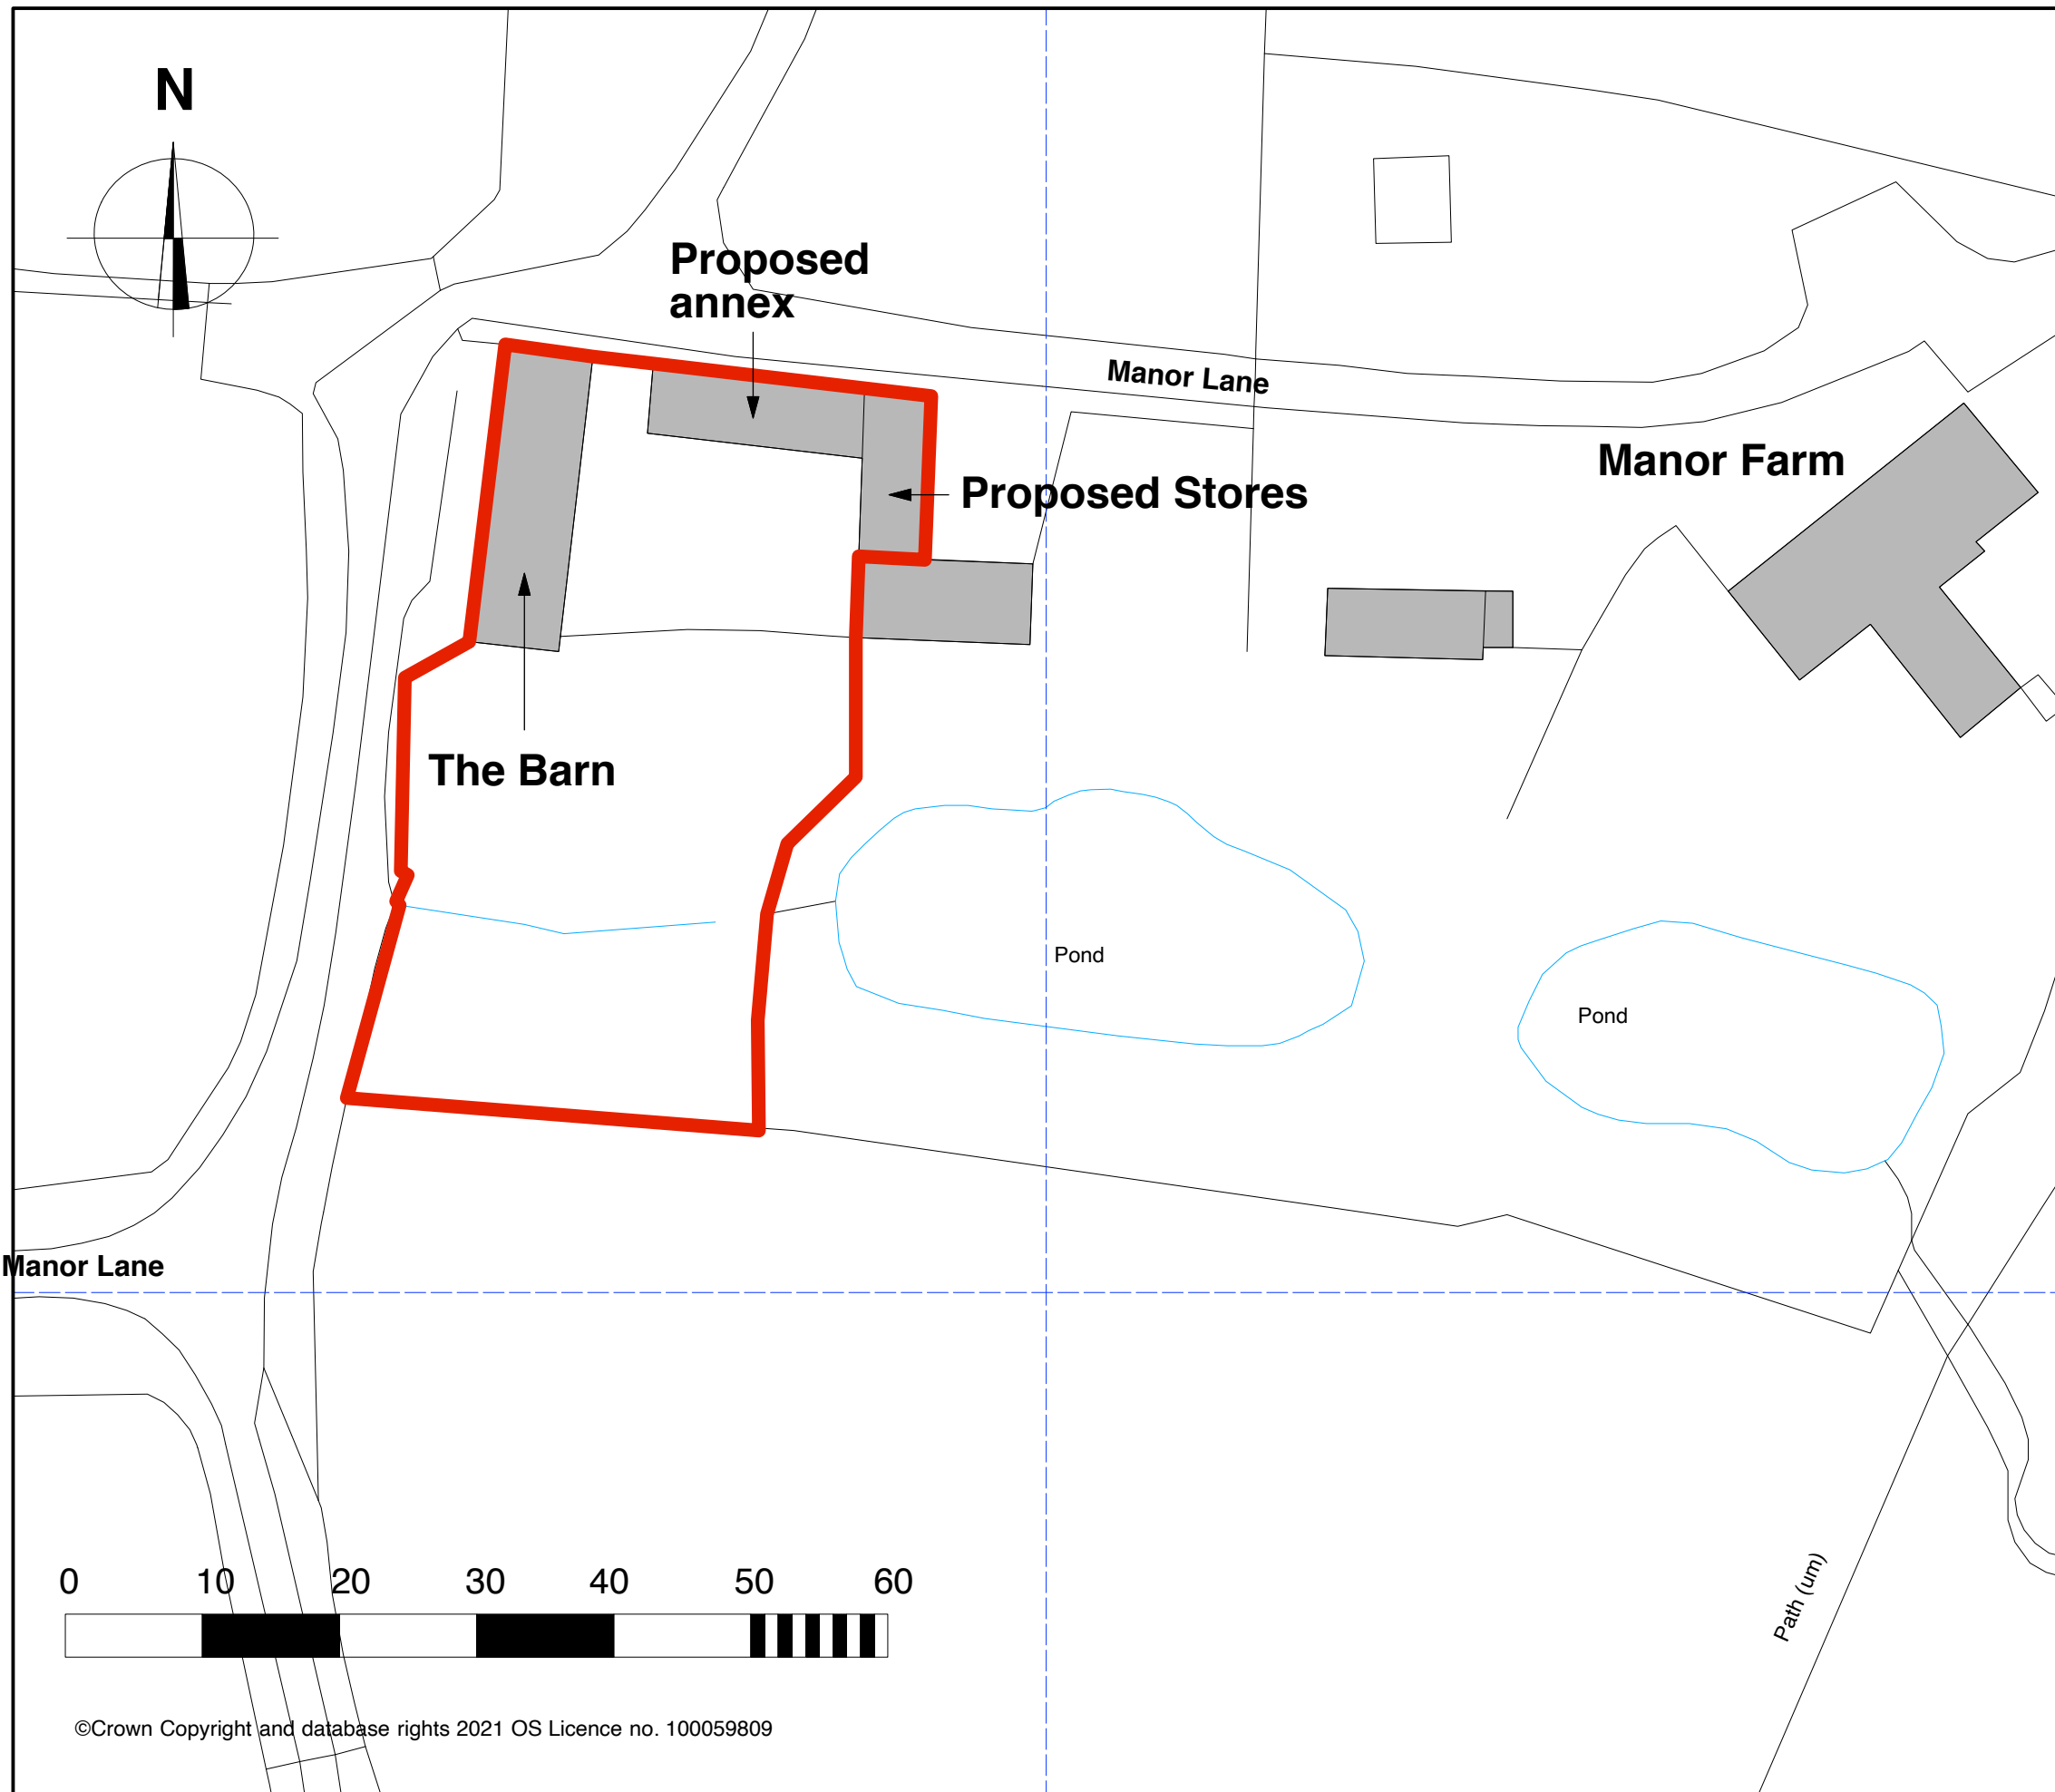 N
Proposed
annex
Manor Lane
Manor Farm
Proposed Stores
The Barn
Pond
Pond
Manor Lane
Path (um)
0 10 20 30 40 50 60
©Crown Copyright and database rights 2021 OS Licence no. 100059809